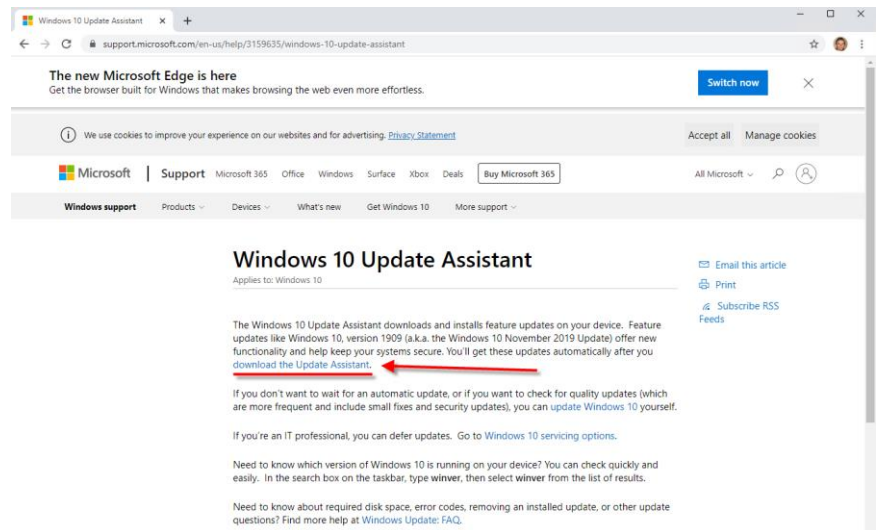 Windows 10 Update Assistant
support.microsoft.com/en-us/help/3159635/windows-10-update-assistant
The new Microsoft Edge is here
Get the browser built for Windows that makes browsing the web even more effortless.
Switch now
We use cookies to improve your experience on our websites and for advertising. Privacy Statement
Accept all Manage cookies
Microsoft | Support Microsoft 365 Office Windows Surface Xbox Deals Buy Microsoft 365 All Microsoft
Windows support Products Devices What's new Get Windows 10 More support
Windows 10 Update Assistant
Applies to: Windows 10
Email this article
Print
Subscribe RSS
Feeds
The Windows 10 Update Assistant downloads and installs feature updates on your device. Feature
updates like Windows 10, version 1909 (a.k.a. the Windows 10 November 2019 Update) offer new
functionality and help keep your systems secure. You'll get these updates automatically after you
download the Update Assistant.
If you don't want to wait for an automatic update, or if you want to check for quality updates (which
are more frequent and include small fixes and security updates), you can update Windows 10 yourself.
If you're an IT professional, you can defer updates. Go to Windows 10 servicing options.
Need to know which version of Windows 10 is running on your device? You can check quickly and
easily. In the search box on the taskbar, type winver, then select winver from the list of results.
Need to know about required disk space, error codes, removing an installed update, or other update
questions? Find more help at Windows Update: FAQ.